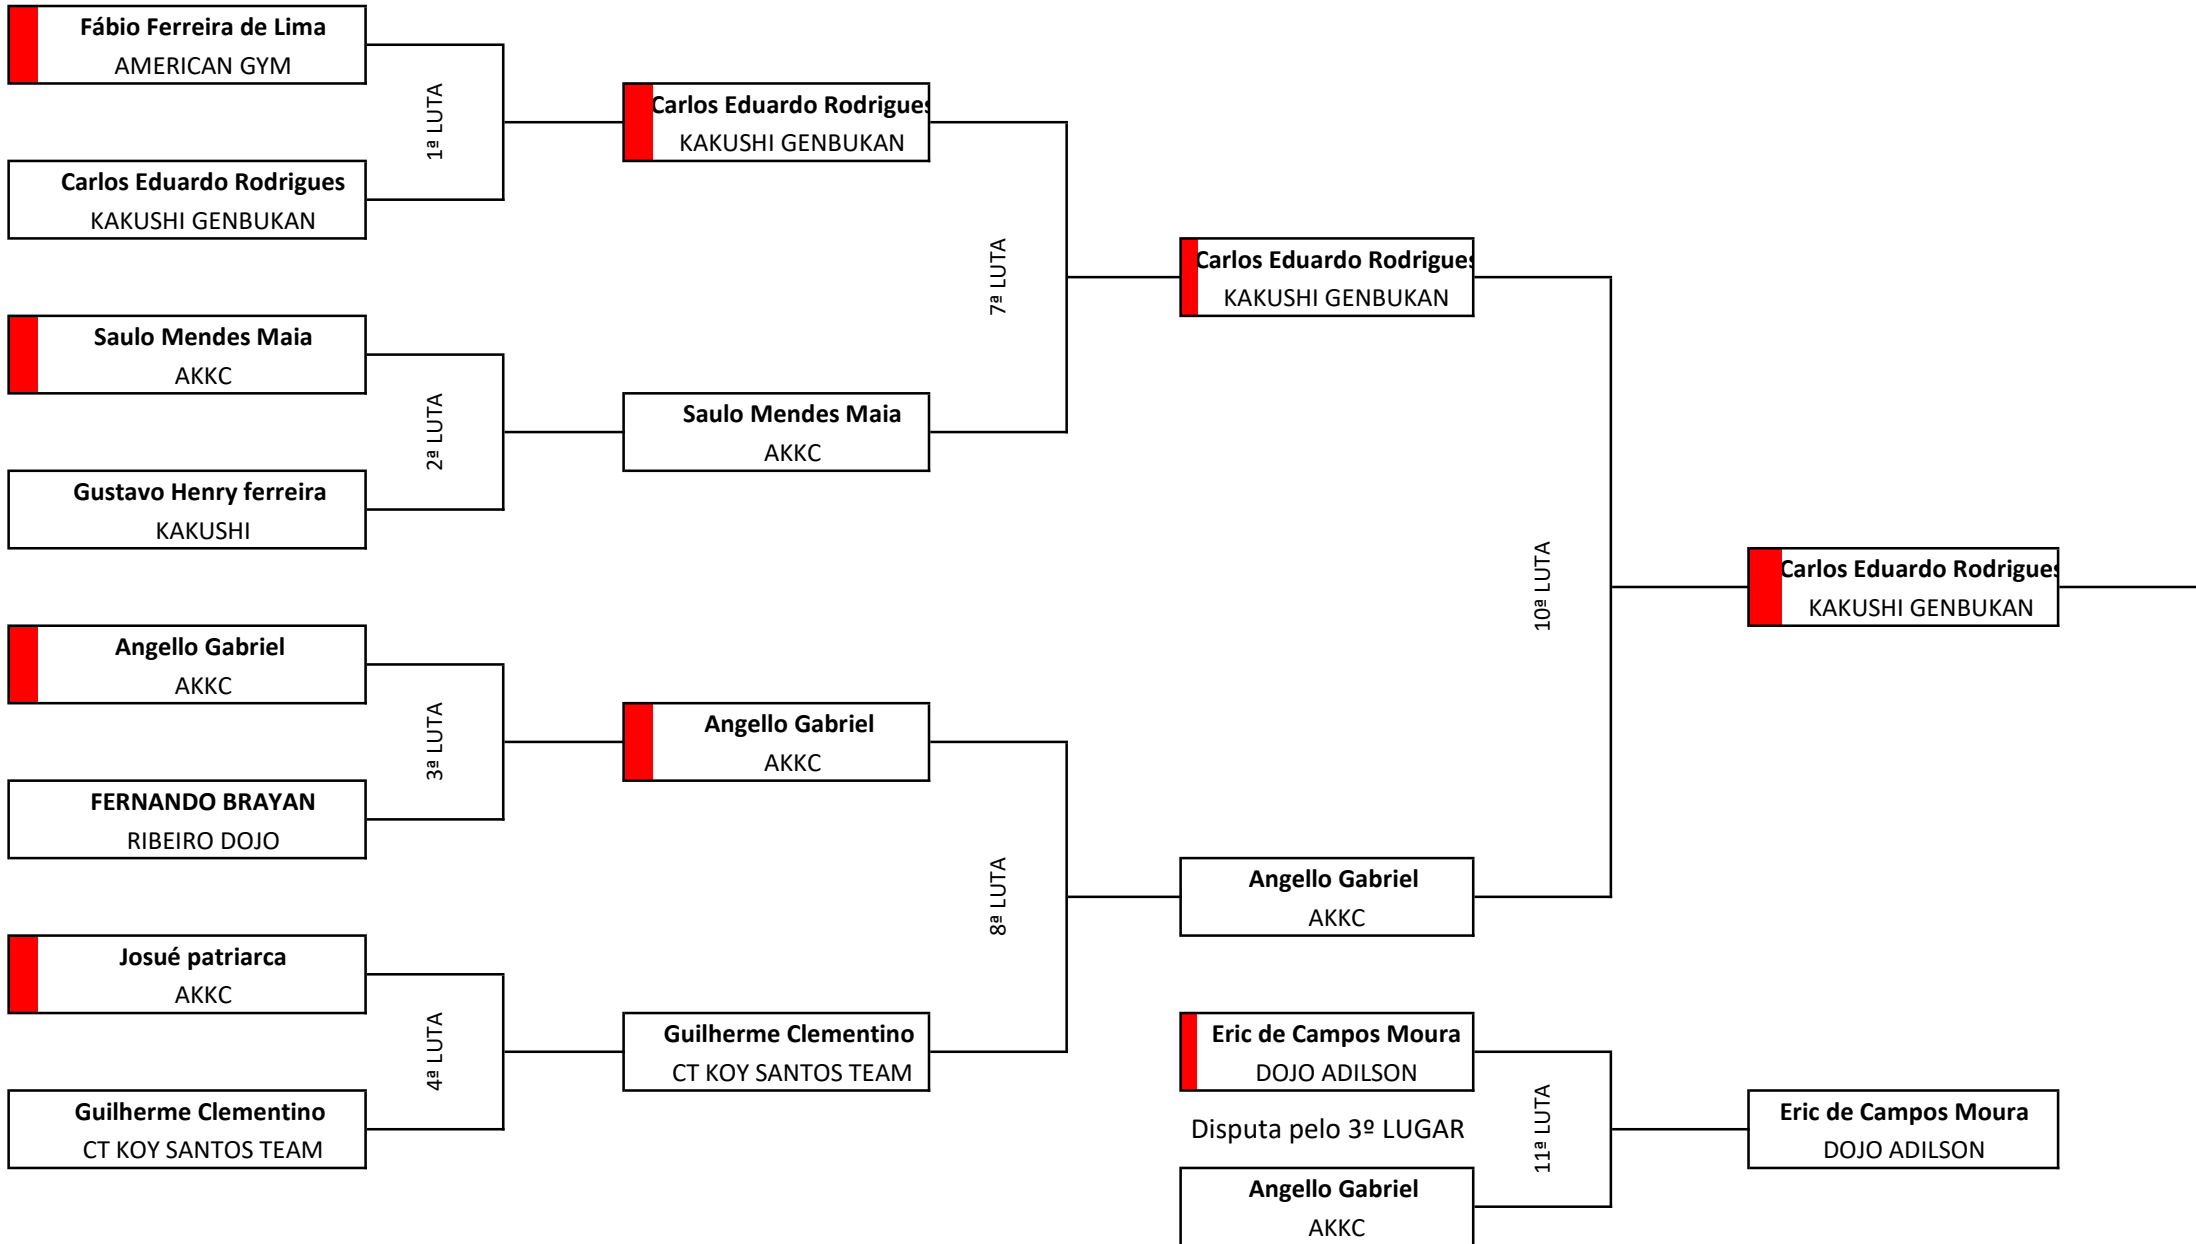 Fábio Ferreira de Lima
AMERICAN GYM
1ª LUTA
Carlos Eduardo Rodrigues
KAKUSHI GENBUKAN
Saulo Mendes Maia
AKKC
2ª LUTA
Gustavo Henry ferreira
KAKUSHI
Angello Gabriel
AKKC
3ª LUTA
FERNANDO BRAYAN
RIBEIRO DOJO
Josué patriarca
AKKC
4ª LUTA
Guilherme Clementino
CT KOY SANTOS TEAM
Carlos Eduardo Rodrigues
KAKUSHI GENBUKAN
7ª LUTA
Saulo Mendes Maia
AKKC
Angello Gabriel
AKKC
8ª LUTA
Guilherme Clementino
CT KOY SANTOS TEAM
Carlos Eduardo Rodrigues
KAKUSHI GENBUKAN
10ª LUTA
Angello Gabriel
AKKC
Eric de Campos Moura
DOJO ADILSON
Disputa pelo 3º LUGAR
11ª LUTA
Angello Gabriel
AKKC
Carlos Eduardo Rodrigues
KAKUSHI GENBUKAN
Eric de Campos Moura
DOJO ADILSON